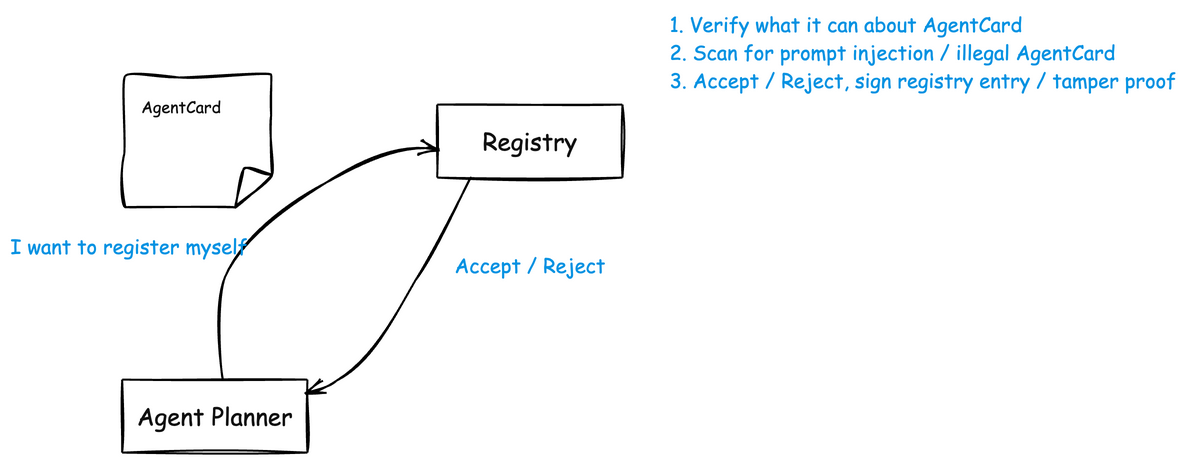 1. Verify what it can about AgentCard
2. Scan for prompt injection / illegal AgentCard
3. Accept / Reject, sign registry entry / tamper proof
AgentCard
Registry
I want to register myself
Accept / Reject
Agent Planner